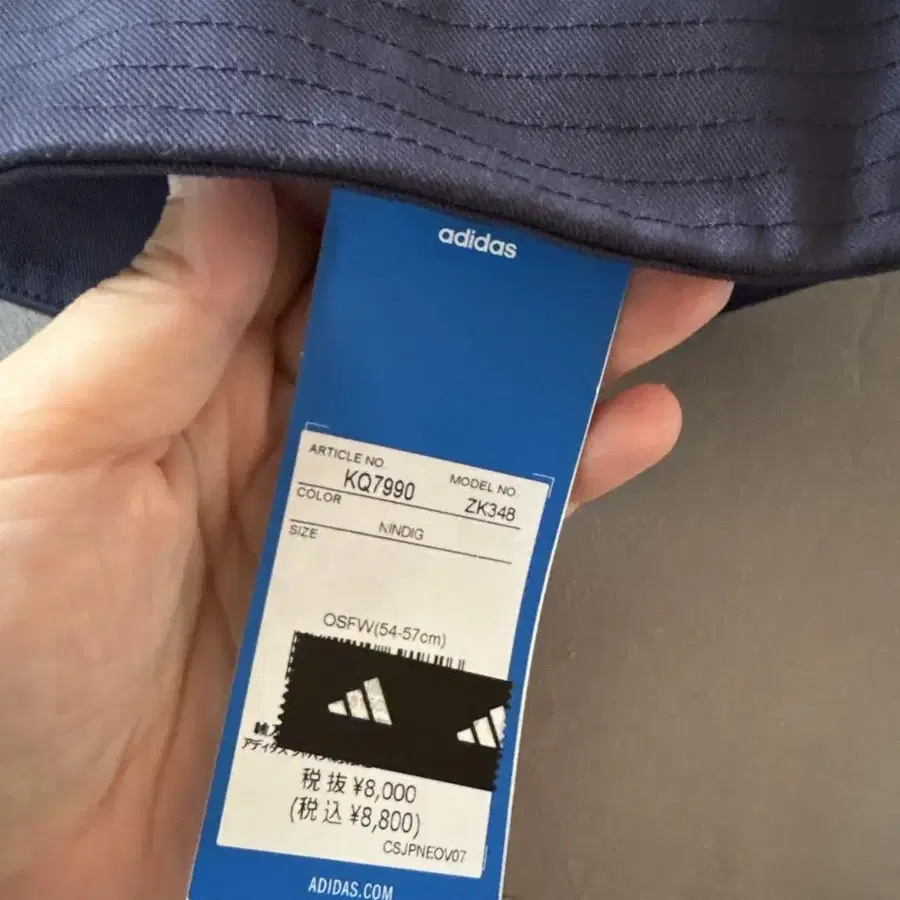 adidas
ARTICLE NO.
KQ7990
MODEL NO.
ZK348
COLOR
NINDIG
SIZE
OSFW(54-57cm)
税抜 ¥8,000
(税込 ¥8,800)
CSJPNEOV07
ADIDAS.COM